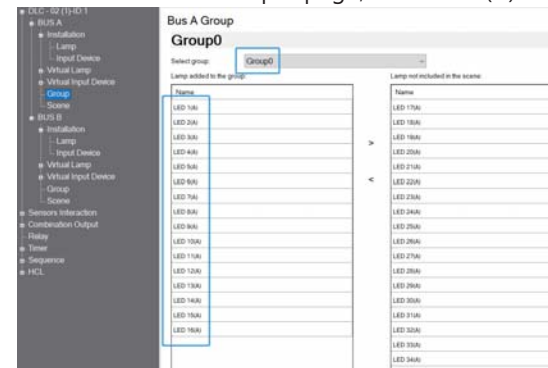 DLC - 02 (1)-ID:1
BUS A
Installation
Lamp
Input Device
Virtual Lamp
Virtual Input Device
Group
Scene
BUS B
Installation
Lamp
Input Device
Virtual Lamp
Virtual Input Device
Group
Scene
Sensors Interaction
Combination Output
Relay
Timer
Sequence
HCL
Bus A Group
Group0
Select group:
Group0
Lamp added to the group:
Name
LED 1(A)
LED 2(A)
LED 3(A)
LED 4(A)
LED 5(A)
LED 6(A)
LED 7(A)
LED 8(A)
LED 9(A)
LED 10(A)
LED 11(A)
LED 12(A)
LED 13(A)
LED 14(A)
LED 15(A)
LED 16(A)
>
<
Lamp not included in the scene:
Name
LED 17(A)
LED 18(A)
LED 19(A)
LED 20(A)
LED 21(A)
LED 22(A)
LED 23(A)
LED 24(A)
LED 25(A)
LED 26(A)
LED 27(A)
LED 28(A)
LED 29(A)
LED 30(A)
LED 31(A)
LED 32(A)
LED 33(A)
LED 34(A)